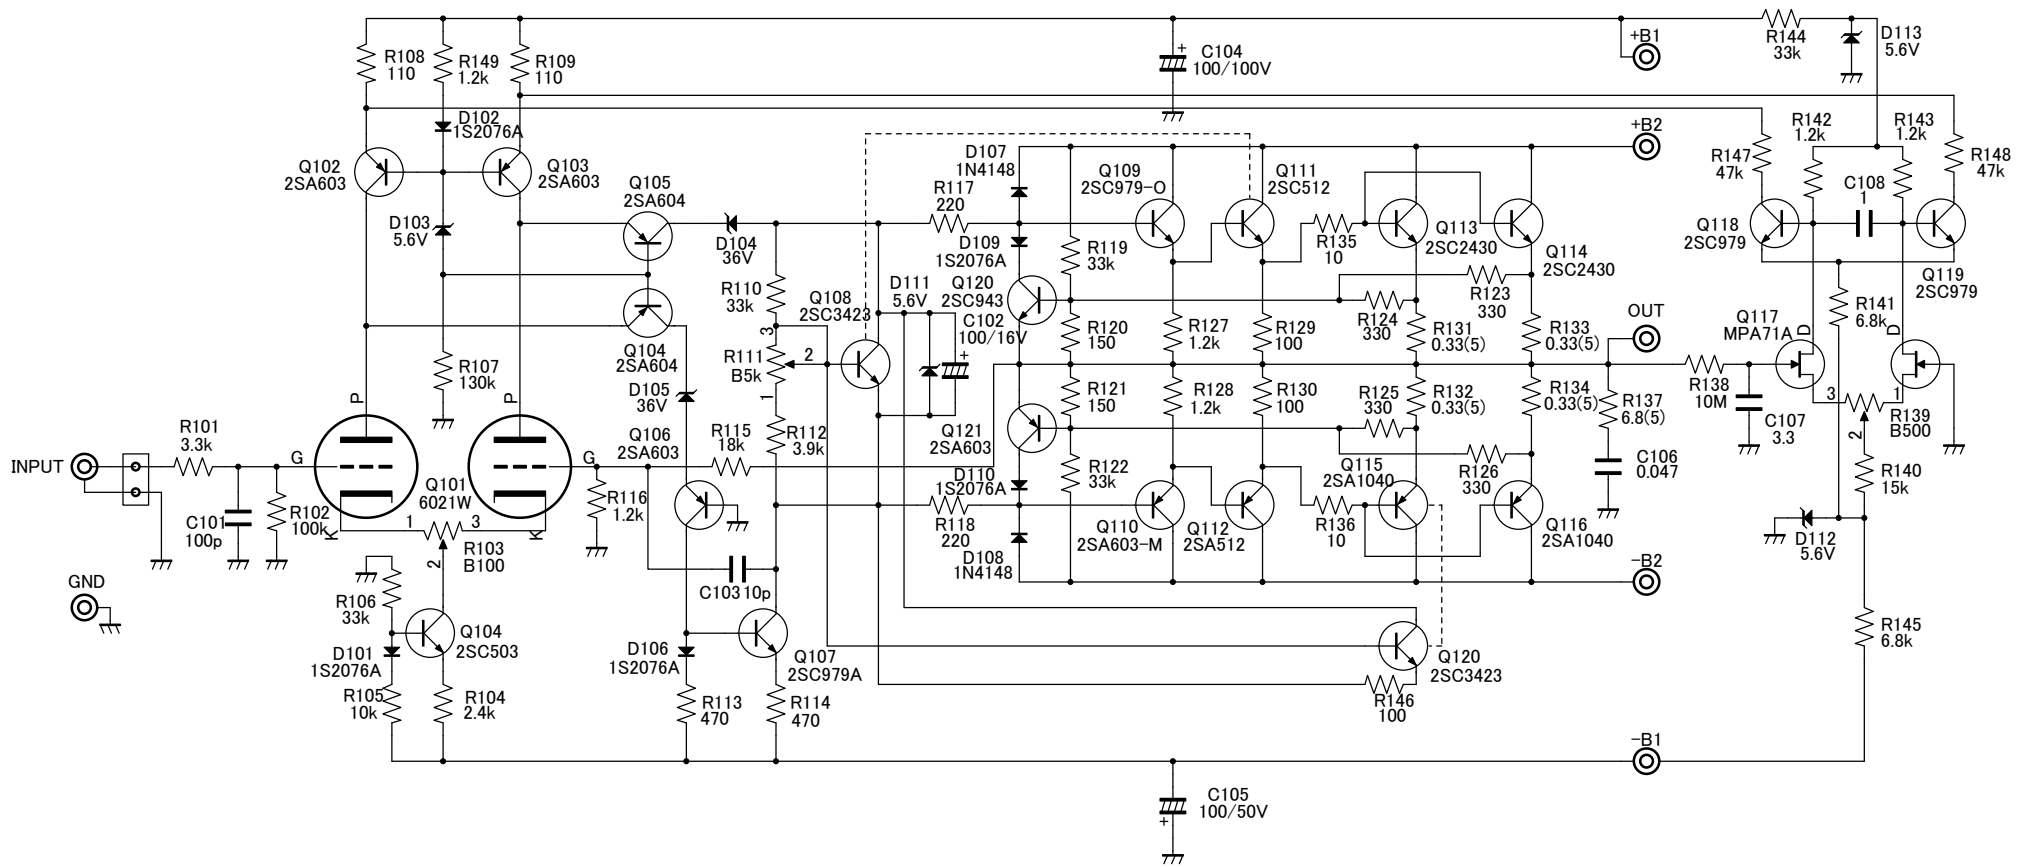 R108
110
R149
1.2k
R109
110
C104
100/100V
+B1
R144
33k
D113
5.6V
D102
1S2076A
Q102
2SA603
Q103
2SA603
Q105
2SA604
D103
5.6V
D104
36V
Q104
2SA604
R107
130k
D105
36V
D107
1N4148
R117
220
D109
1S2076A
Q109
2SC979-O
Q111
2SC512
+B2
R142
1.2k
R143
1.2k
R147
47k
R148
47k
C108
1
Q118
2SC979
Q119
2SC979
R135
10
Q113
2SC2430
Q114
2SC2430
R119
33k
R110
33k
Q108
2SC3423
D111
5.6V
Q120
2SC943
C102
100/16V
R123
330
R124
330
R120
150
R127
1.2k
R129
100
R131
0.33(5)
R133
0.33(5)
OUT
R141
6.8k
Q117
MPA71A
D
D
3
R111
B5k
2
1
R138
10M
C107
3.3
3
1
R139
B500
2
R140
15k
R121
150
R128
1.2k
R130
100
R125
330
R132
0.33(5)
R134
0.33(5)
R137
6.8(5)
C106
0.047
P
P
R101
3.3k
INPUT
G
G
Q101
6021W
C101
100p
R102
100k
K
K
1
3
R103
B100
2
Q106
2SA603
R115
18k
R112
3.9k
R116
1.2k
Q121
2SA603
D110
1S2076A
R122
33k
R126
330
R118
220
D108
1N4148
Q110
2SA603-M
Q112
2SA512
R136
10
Q115
2SA1040
Q116
2SA1040
D112
5.6V
-B2
GND
R106
33k
D101
1S2076A
Q104
2SC503
R105
10k
R104
2.4k
C103
10p
D106
1S2076A
Q107
2SC979A
R113
470
R114
470
Q120
2SC3423
R146
100
R145
6.8k
-B1
C105
100/50V
+
+
+